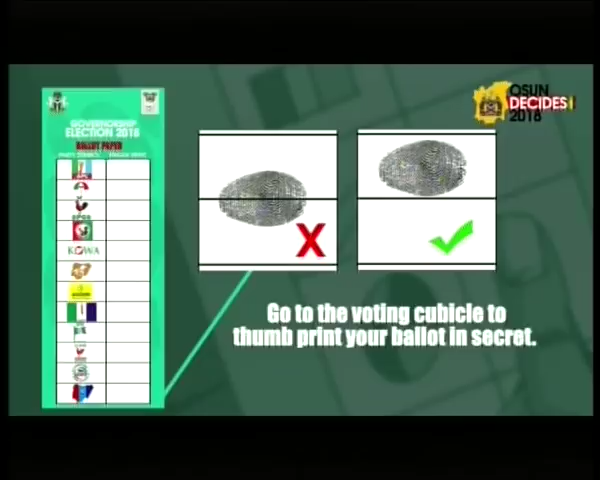 GOVERNORSHIP
ELECTION 2018
BALLOT PAPER
KOWA
OSUN
DECIDES
2018
X
Go to the voting cubicle to
thumb print your ballot in secret.